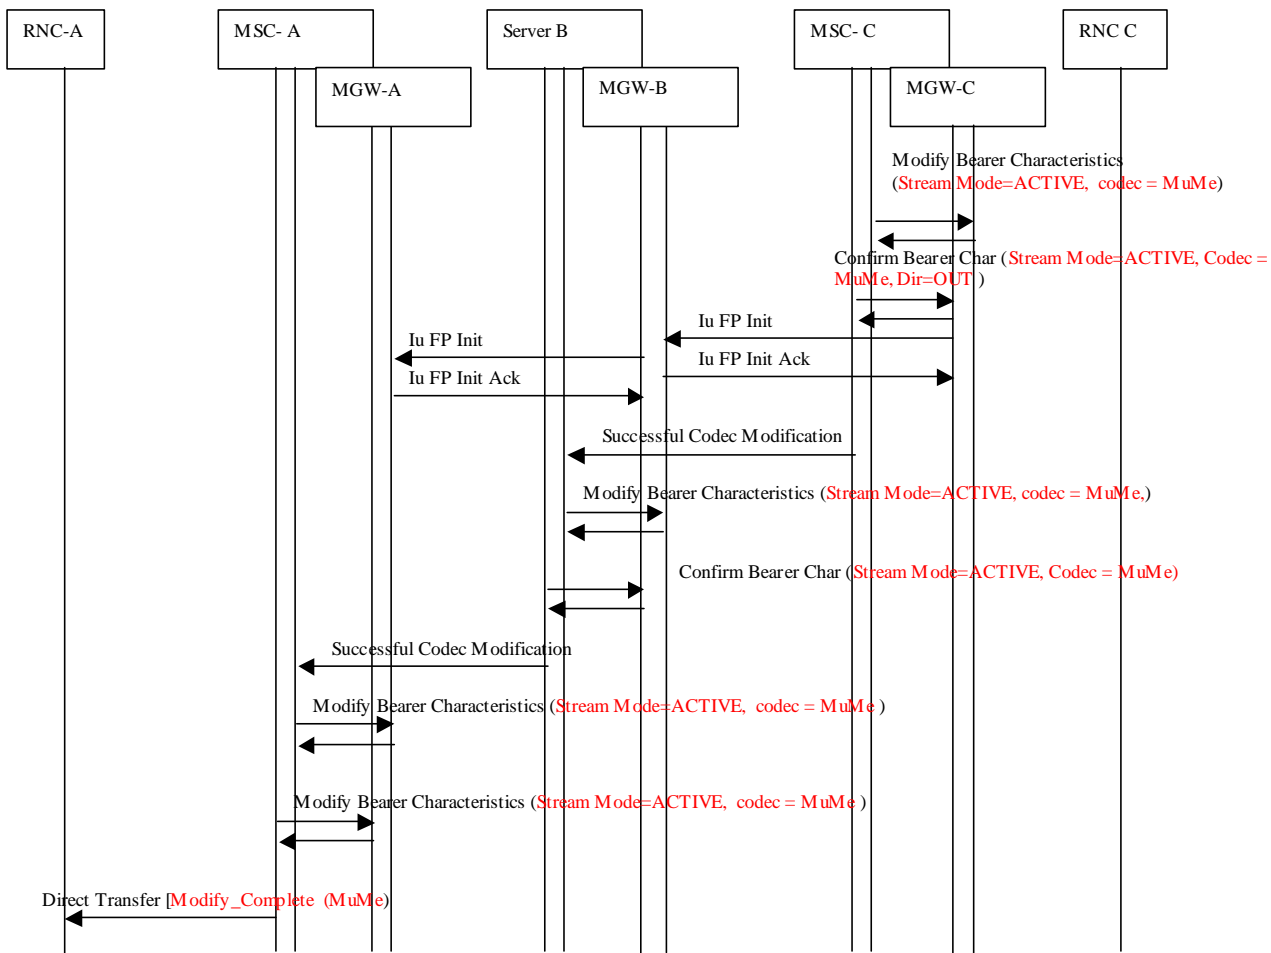 RNC-A
MSC- A
Server B
MSC- C
RNC C
MGW-A
MGW-B
MGW-C
Modify Bearer Characteristics
(Stream Mode=ACTIVE, codec = MuMe)
Confirm Bearer Char (Stream Mode=ACTIVE, Codec =
MuMe, Dir=OUT )
Iu FP Init
Iu FP Init
Iu FP Init Ack
Iu FP Init Ack
Successful Codec Modification
Modify Bearer Characteristics (Stream Mode=ACTIVE, codec = MuMe,)
Confirm Bearer Char (Stream Mode=ACTIVE, Codec = MuMe)
Successful Codec Modification
Modify Bearer Characteristics (Stream Mode=ACTIVE, codec = MuMe )
Modify Bearer Characteristics (Stream Mode=ACTIVE, codec = MuMe )
Direct Transfer [Modify_Complete (MuMe)